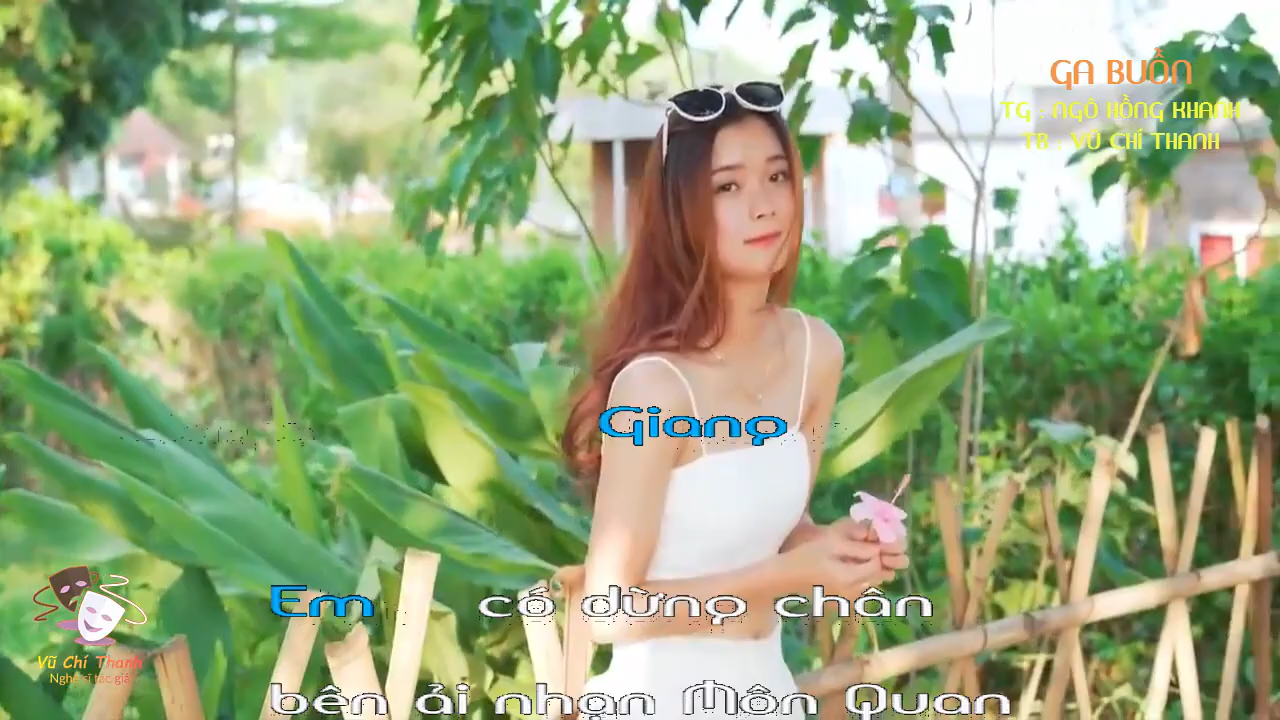 GA BUỒN
TG : NGÔ HỒNG KHANH
TB : VŨ CHÍ THANH
Giang
Em có dừng chân
bên ải nhạn Môn Quan
Vũ Chí Thanh
Nghệ sĩ tác giả